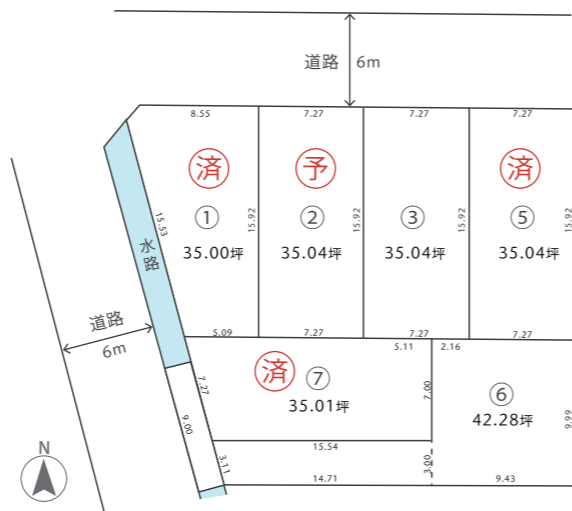 道路 6m
8.55
7.27
7.27
7.27
済
予
済
①
②
③
⑤
15.53
15.92
15.92
15.92
15.92
35.00坪
35.04坪
35.04坪
35.04坪
水路
道路
6m
5.09
7.27
7.27
7.27
5.11
2.16
済
⑦
35.01坪
7.27
7.00
⑥
42.28坪
9.99
9.00
15.54
3.11
3.00
14.71
9.43
N